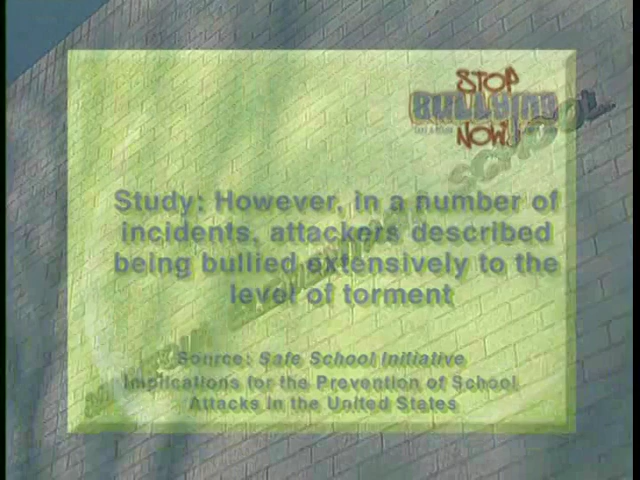 STOP
BULLYING
NOW!
SCHOOL
Study: However, in a number of
incidents, attackers described
being bullied extensively to the
level of torment
Source: Safe School Initiative
Implications for the Prevention of School
Attacks in the United States